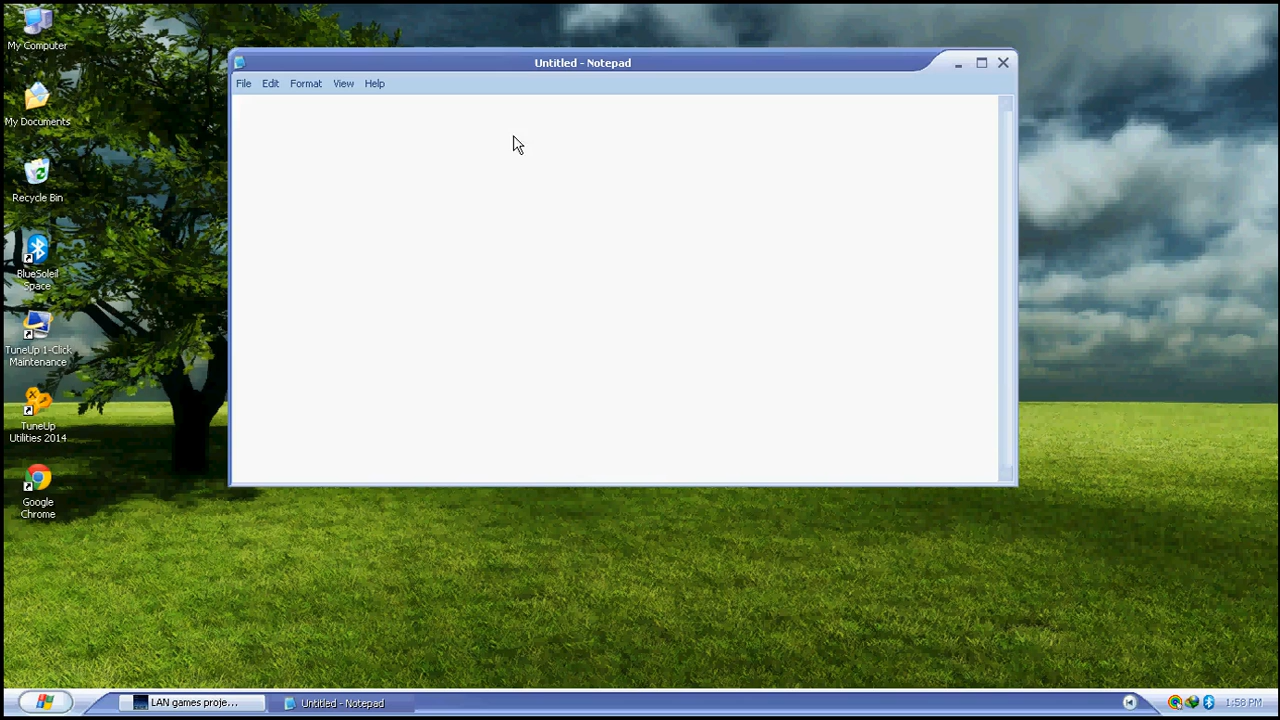 My Computer
My Documents
Recycle Bin
BlueSoleil
Space
TuneUp 1-Click
Maintenance
TuneUp
Utilities 2014
Google
Chrome
Untitled - Notepad
File Edit Format View Help
LAN games proje...
Untitled - Notepad
1:58 PM